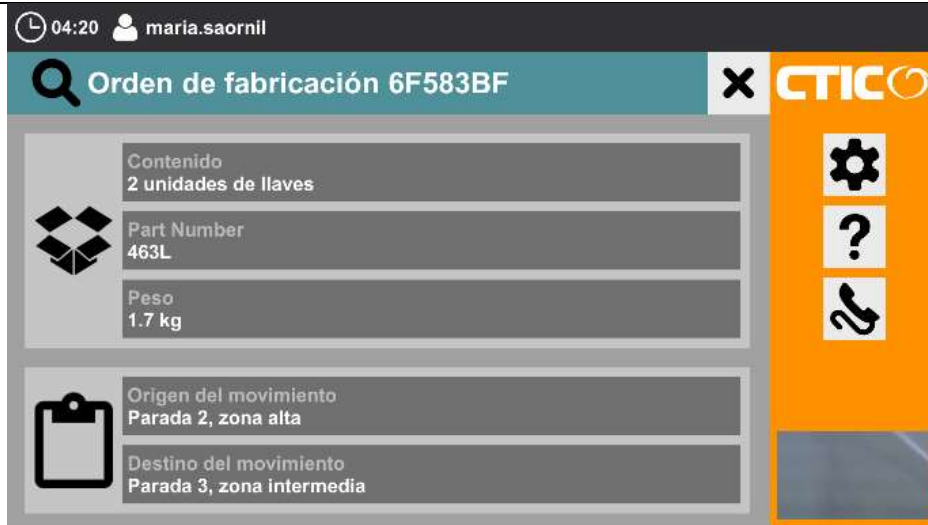 04:20 maria.saornil
Orden de fabricación 6F583BF
CTIC
Contenido
2 unidades de llaves
Part Number
463L
Peso
1.7 kg
Origen del movimiento
Parada 2, zona alta
Destino del movimiento
Parada 3, zona intermedia